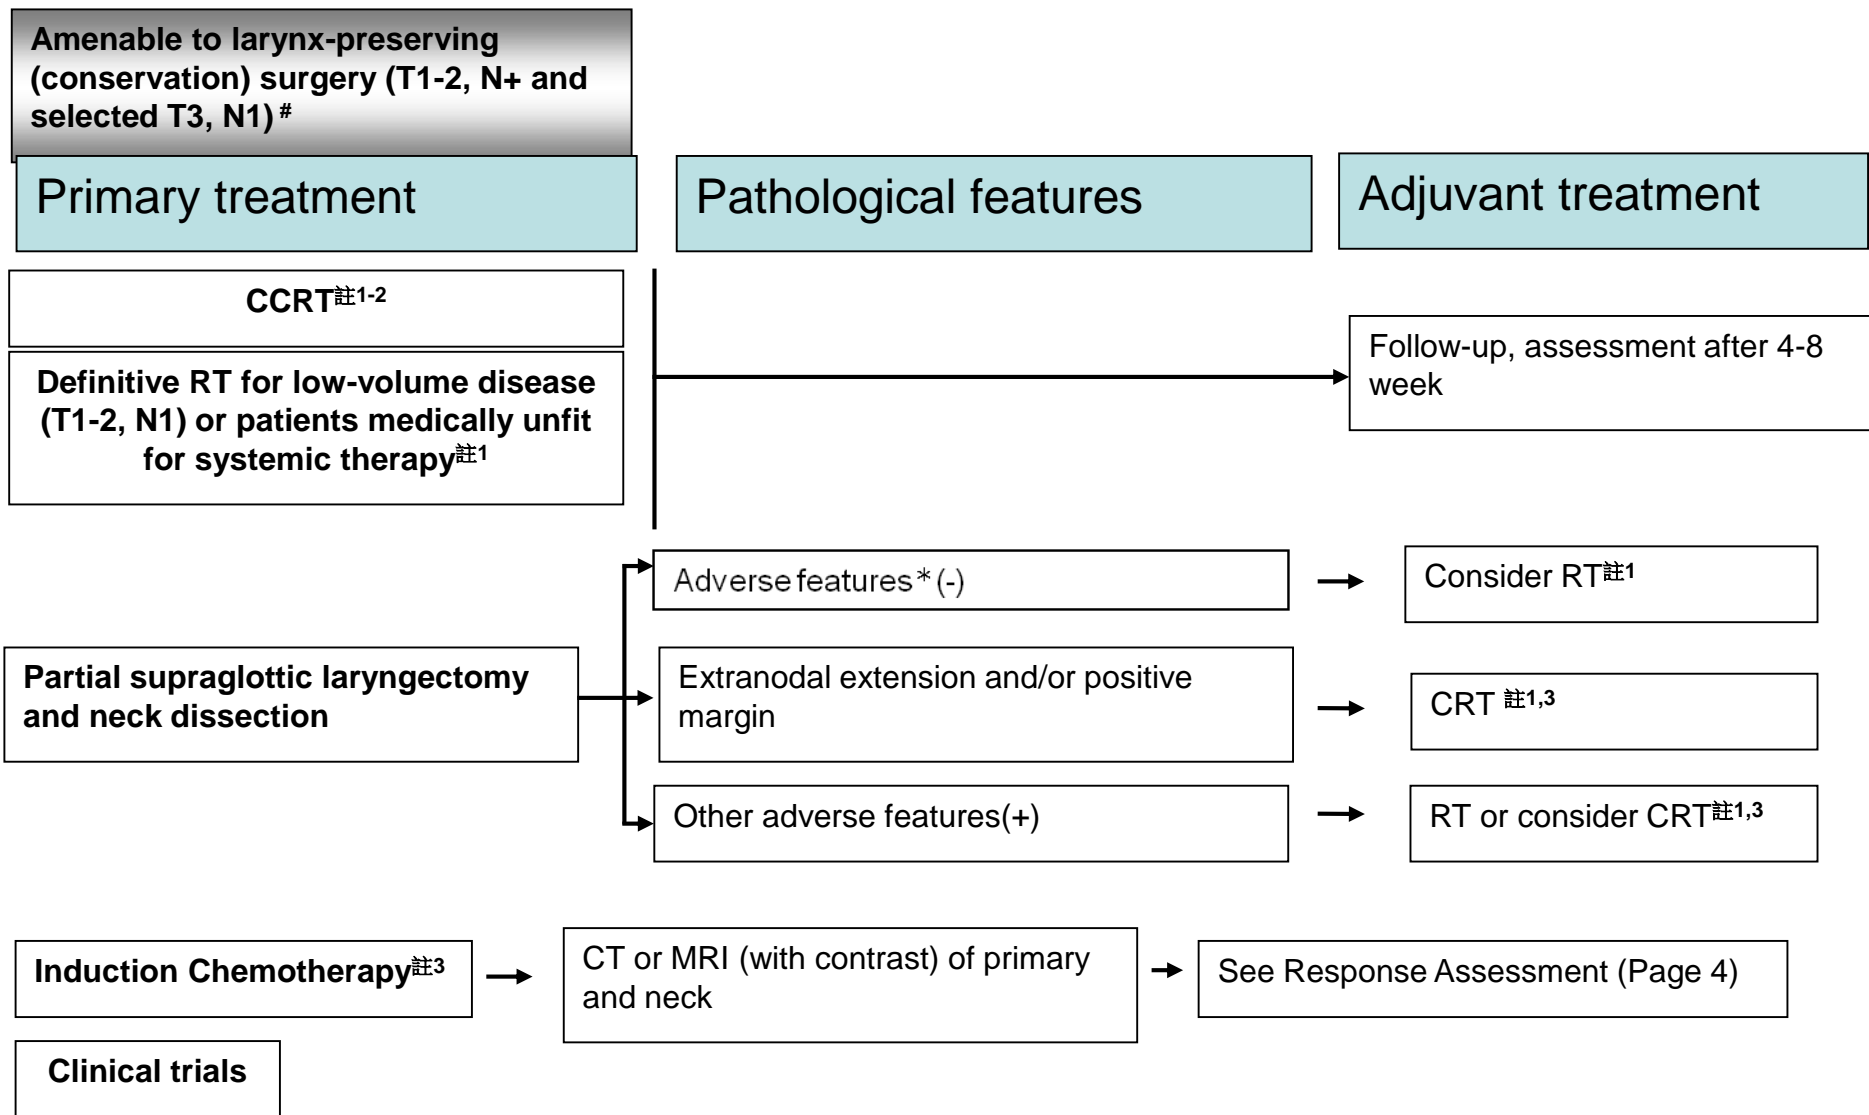 Amenable to larynx-preserving
(conservation) surgery (T1-2, N+ and
selected T3, N1) #
Primary treatment
Pathological features
Adjuvant treatment
CCRT註1-2
Definitive RT for low-volume disease
(T1-2, N1) or patients medically unfit
for systemic therapy註1
Follow-up, assessment after 4-8
week
Adverse features*(-)
Consider RT註1
Partial supraglottic laryngectomy
and neck dissection
Extranodal extension and/or positive
margin
CRT 註1,3
Other adverse features(+)
RT or consider CRT註1,3
Induction Chemotherapy註3
CT or MRI (with contrast) of primary
and neck
See Response Assessment (Page 4)
Clinical trials